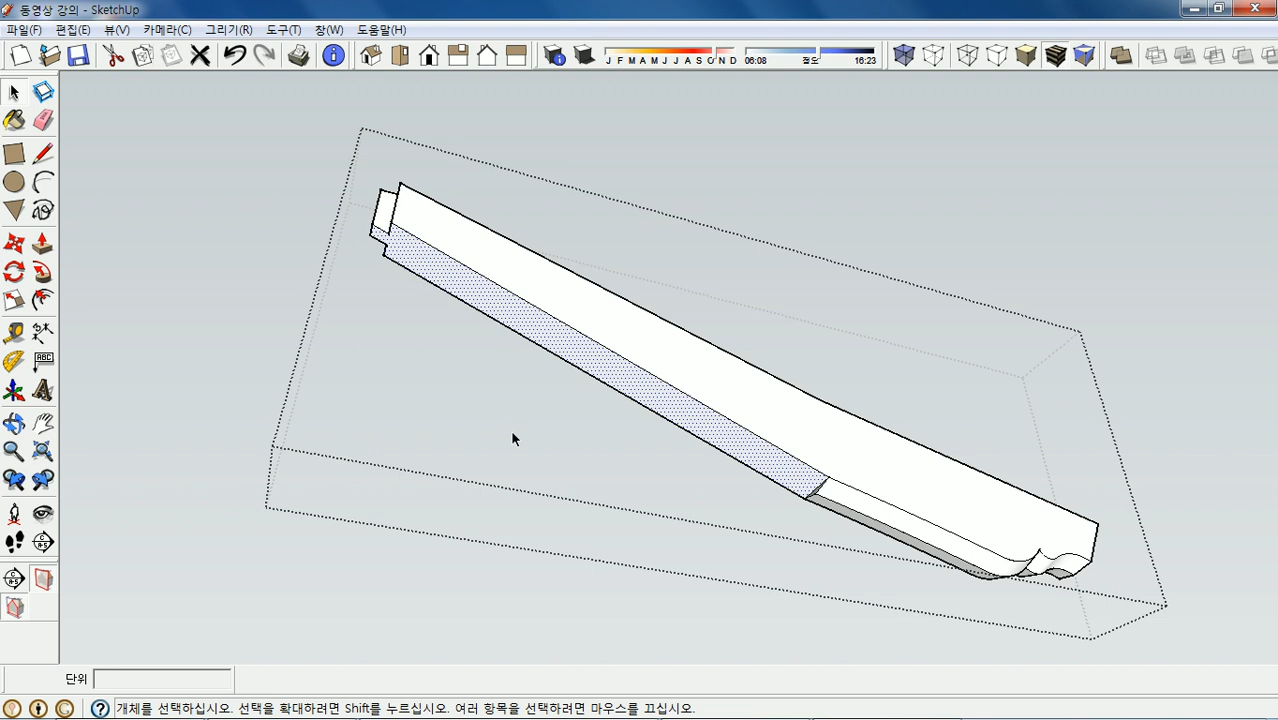 동영상 강의 - SketchUp
파일(F) 편집(E) 뷰(V) 카메라(C) 그리기(R) 도구(T) 창(W) 도움말(H)
J F M A M J J A S O N D 06:08 정오 16:23
ABC
단위
개체를 선택하십시오. 선택을 확대하려면 Shift를 누르십시오. 여러 항목을 선택하려면 마우스를 끄십시오.